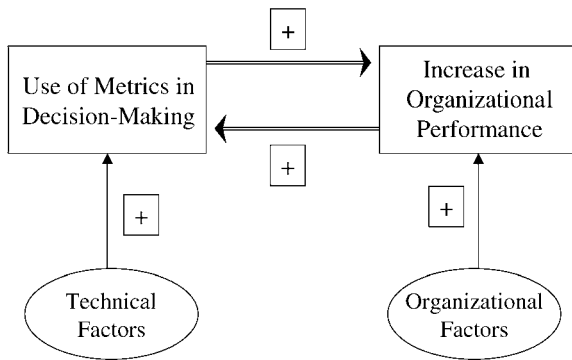 +
Use of Metrics in
Decision-Making
Increase in
Organizational
Performance
+
+
+
Technical
Factors
Organizational
Factors